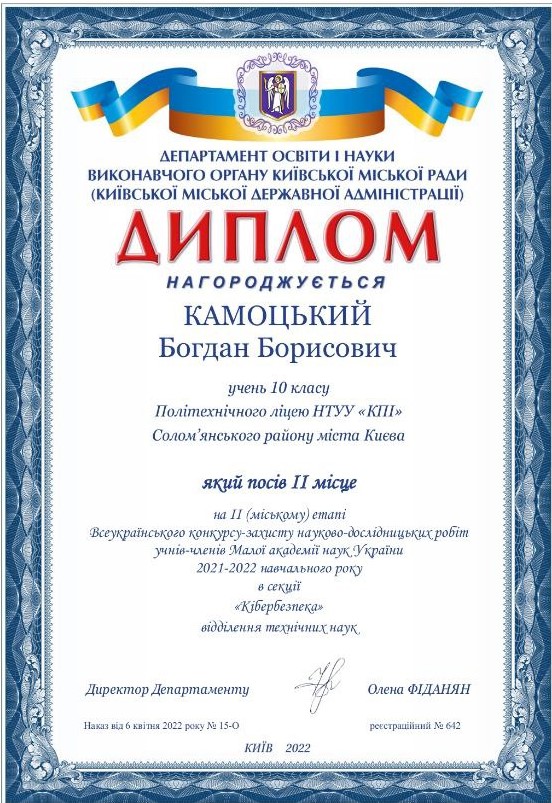 ДЕПАРТАМЕНТ ОСВІТИ І НАУКИ
ВИКОНАВЧОГО ОРГАНУ КИЇВСЬКОЇ МІСЬКОЇ РАДИ
(КИЇВСЬКОЇ МІСЬКОЇ ДЕРЖАВНОЇ АДМІНІСТРАЦІЇ)
ДИПЛОМ
НАГОРОДЖУЄТЬСЯ
КАМОЦЬКИЙ
Богдан Борисович
учень 10 класу
Політехнічного ліцею НТУУ «КПІ»
Солом’янського району міста Києва
який посів ІІ місце
на ІІ (міському) етапі
Всеукраїнського конкурсу-захисту науково-дослідницьких робіт
учнів-членів Малої академії наук України
2021-2022 навчального року
в секції
«Кібербезпека»
відділення технічних наук
Директор Департаменту Олена ФІДАНЯН
Наказ від 6 квітня 2022 року № 15-О реєстраційний № 642
КИЇВ 2022